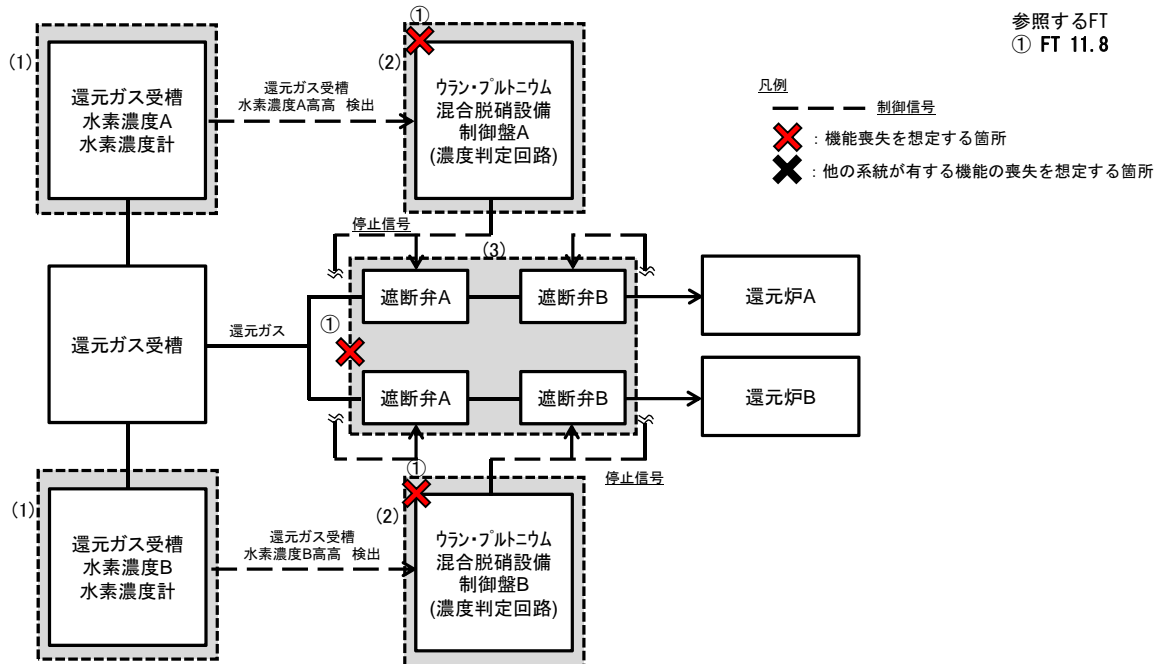 参照するFT
① FT 11.8
凡例
制御信号
：機能喪失を想定する箇所
：他の系統が有する機能の喪失を想定する箇所
(1)
還元ガス受槽
水素濃度A
水素濃度計
還元ガス受槽
水素濃度A高高 検出
①
(2)
ウラン・プルトニウム
混合脱硝設備
制御盤A
(濃度判定回路)
停止信号
(3)
還元ガス受槽
還元ガス
①
遮断弁A
遮断弁B
還元炉A
遮断弁A
遮断弁B
還元炉B
停止信号
(1)
還元ガス受槽
水素濃度B
水素濃度計
還元ガス受槽
水素濃度B高高 検出
①
(2)
ウラン・プルトニウム
混合脱硝設備
制御盤B
(濃度判定回路)